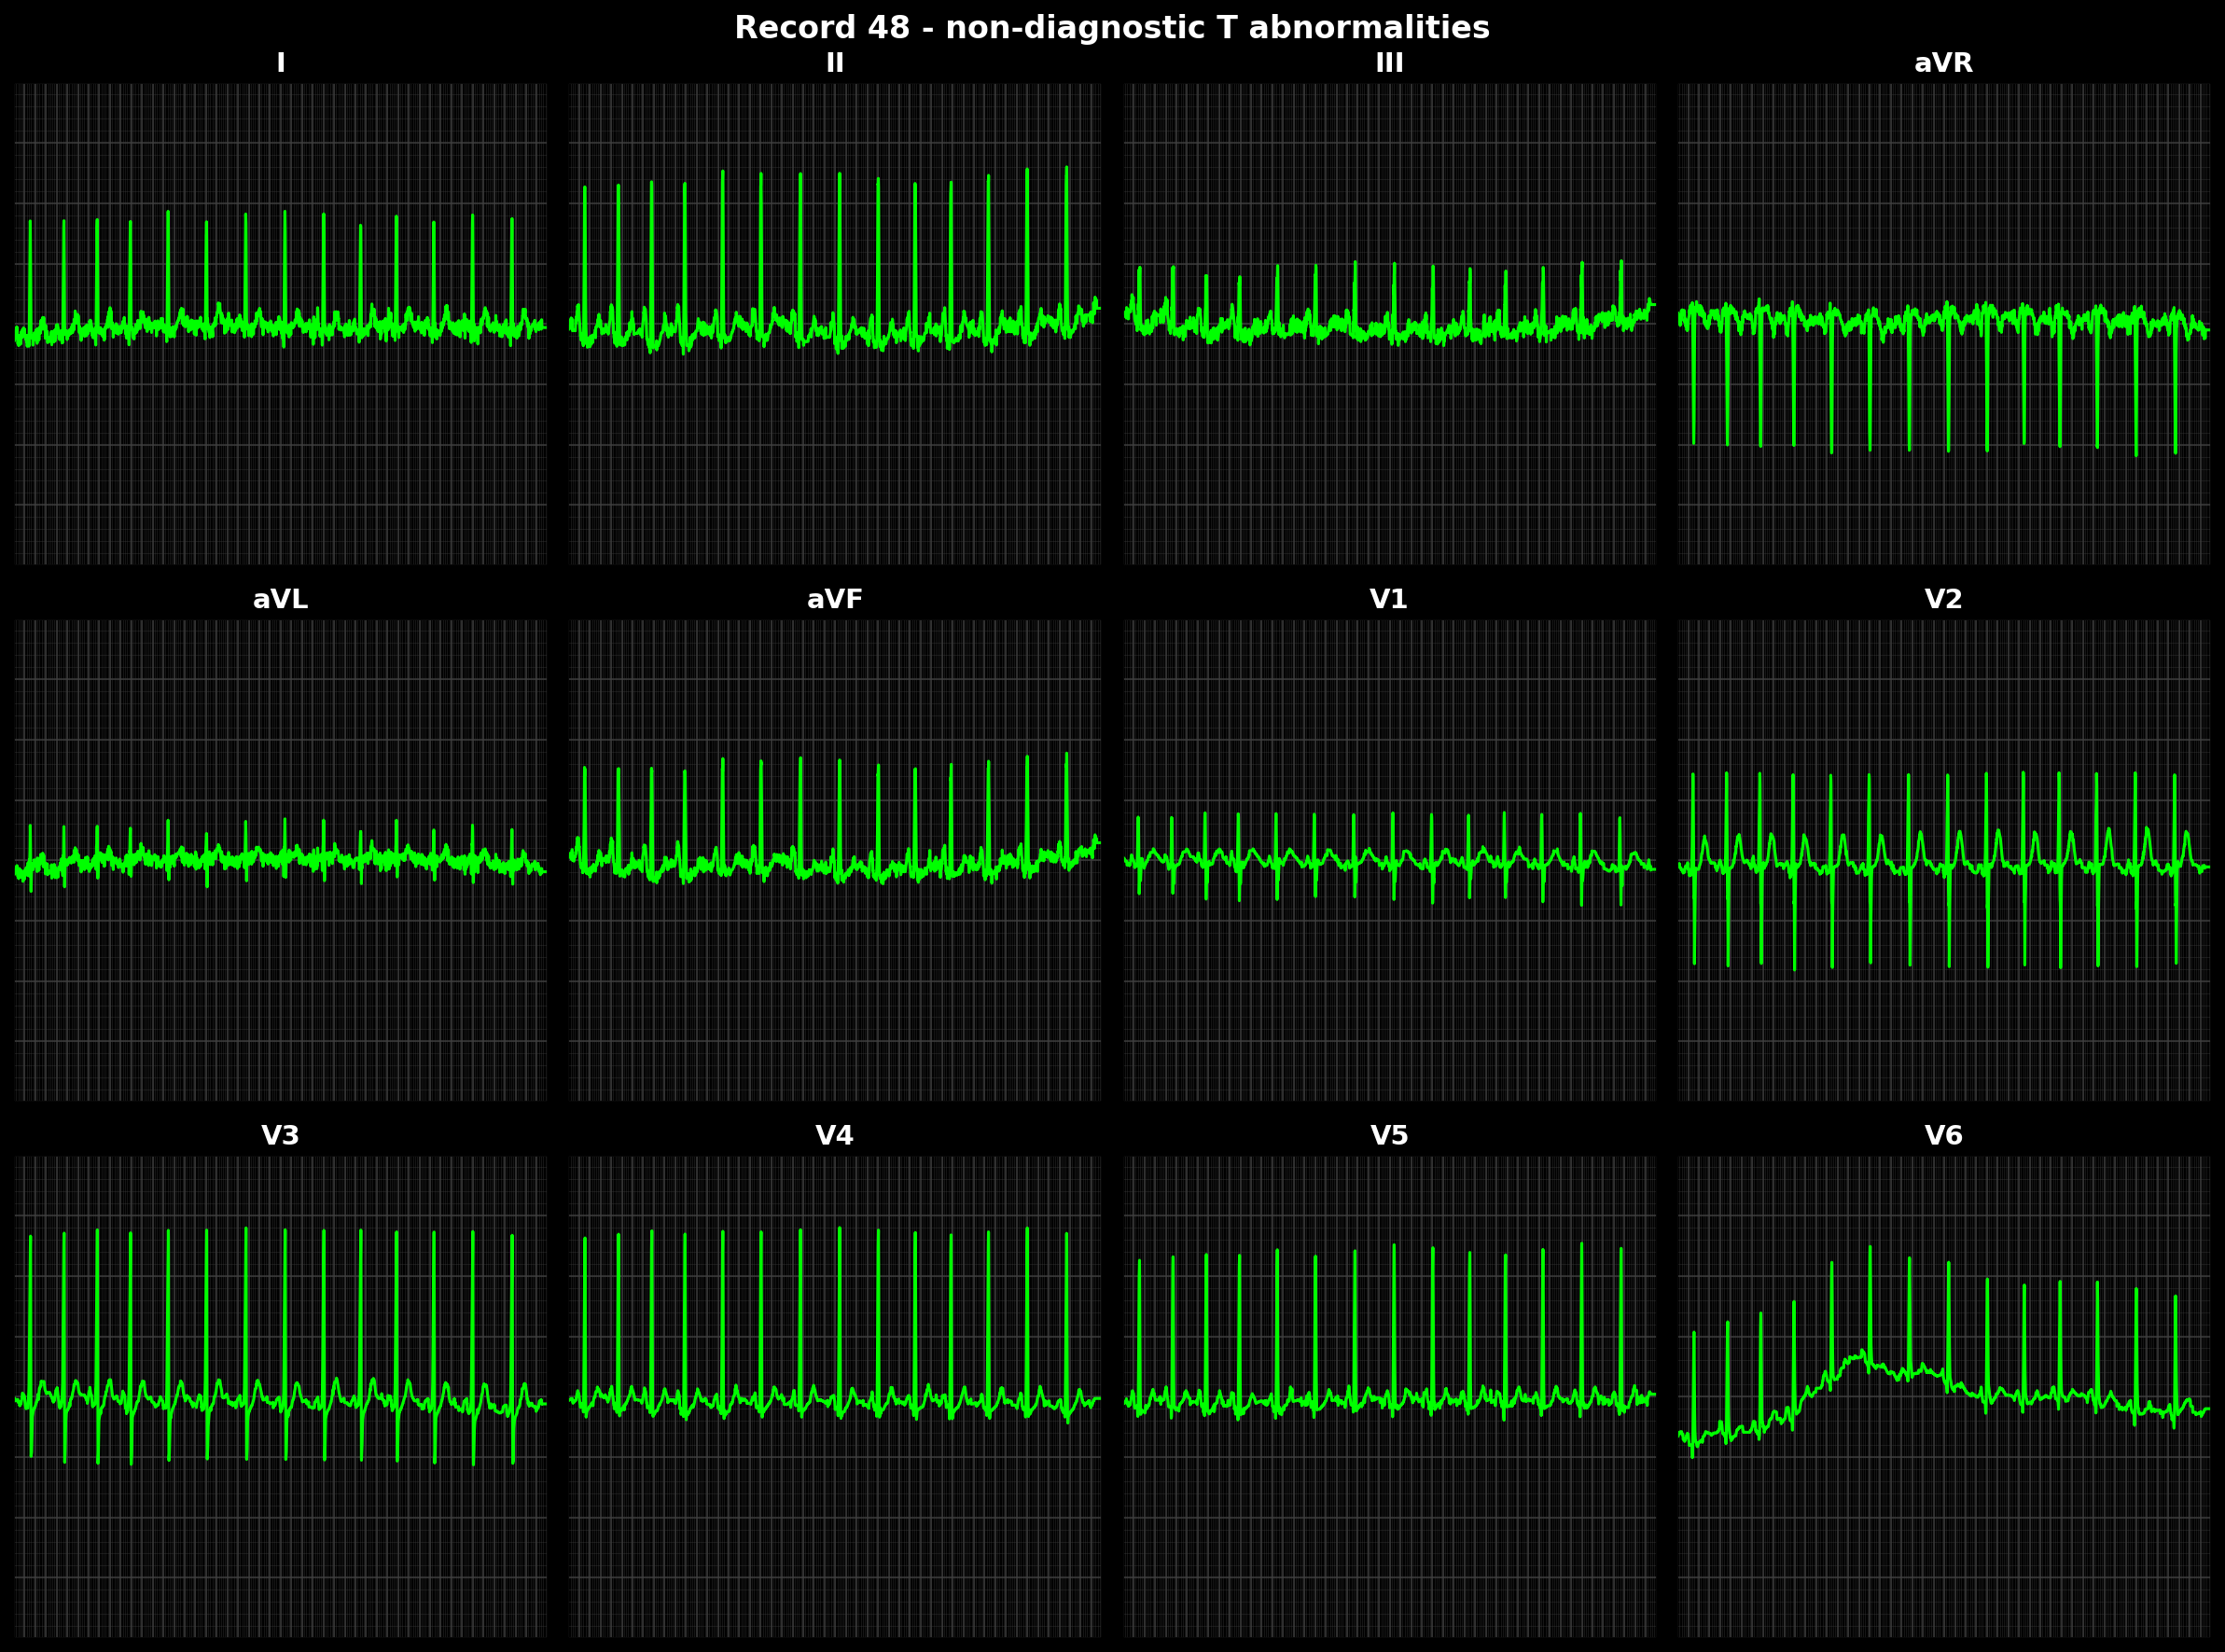 Record 48 - non-diagnostic T abnormalities
I
II
III
aVR
aVL
aVF
V1
V2
V3
V4
V5
V6